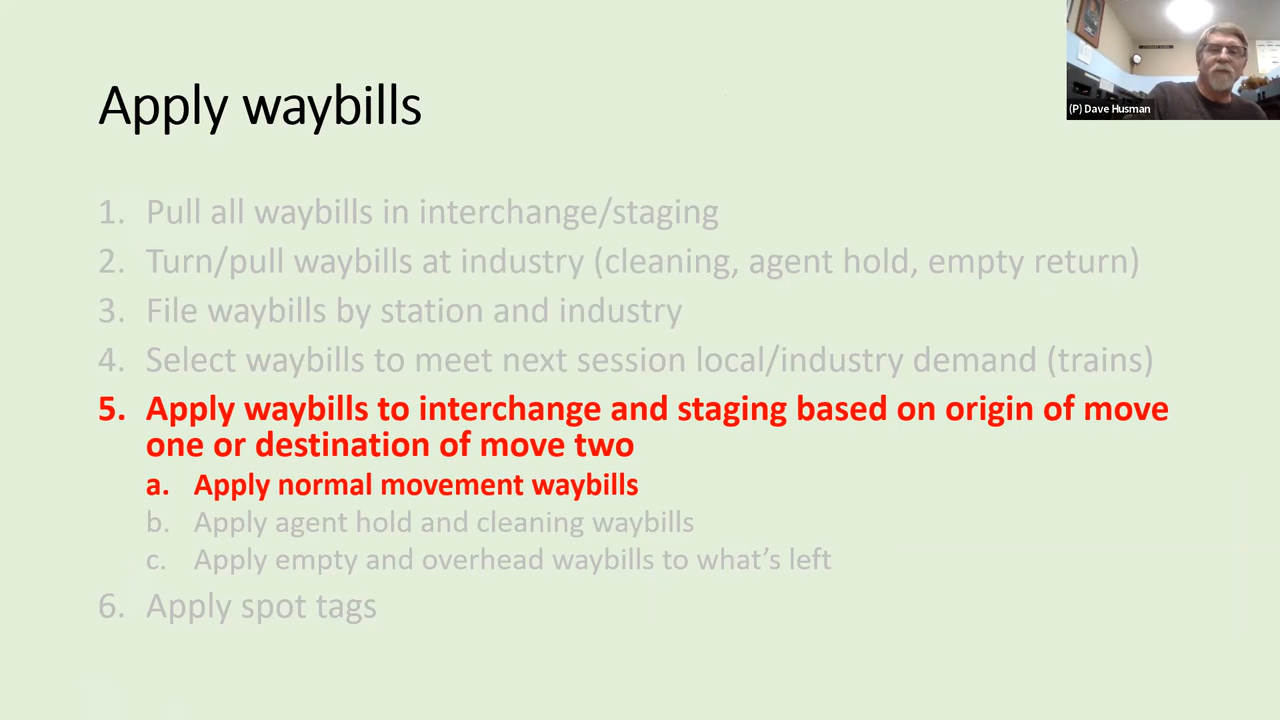 Apply waybills
(P) Dave Husman
1. Pull all waybills in interchange/staging
2. Turn/pull waybills at industry (cleaning, agent hold, empty return)
3. File waybills by station and industry
4. Select waybills to meet next session local/industry demand (trains)
5. Apply waybills to interchange and staging based on origin of move
one or destination of move two
a. Apply normal movement waybills
b. Apply agent hold and cleaning waybills
c. Apply empty and overhead waybills to what's left
6. Apply spot tags